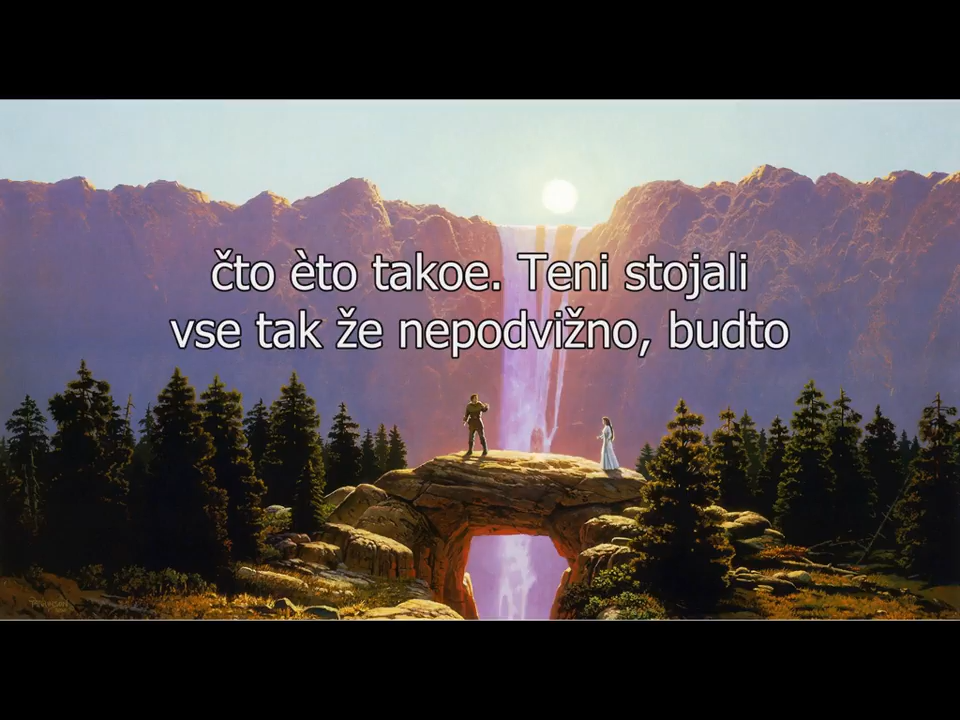 čto èto takoe. Teni stojali
vse tak že nepodvižno, budto